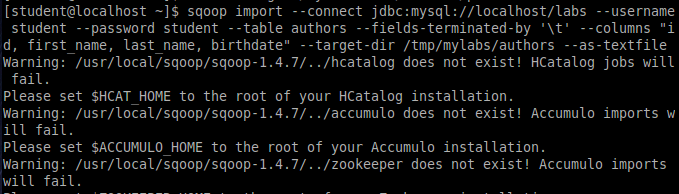 [student@localhost ~]$ sqoop import --connect jdbc:mysql://localhost/labs --username
 student --password student --table authors --fields-terminated-by '\t' --columns "i
d, first_name, last_name, birthdate" --target-dir /tmp/mylabs/authors --as-textfile
Warning: /usr/local/sqoop/sqoop-1.4.7/../hcatalog does not exist! HCatalog jobs will
 fail.
Please set $HCAT_HOME to the root of your HCatalog installation.
Warning: /usr/local/sqoop/sqoop-1.4.7/../accumulo does not exist! Accumulo imports w
ill fail.
Please set $ACCUMULO_HOME to the root of your Accumulo installation.
Warning: /usr/local/sqoop/sqoop-1.4.7/../zookeeper does not exist! Accumulo imports
will fail.